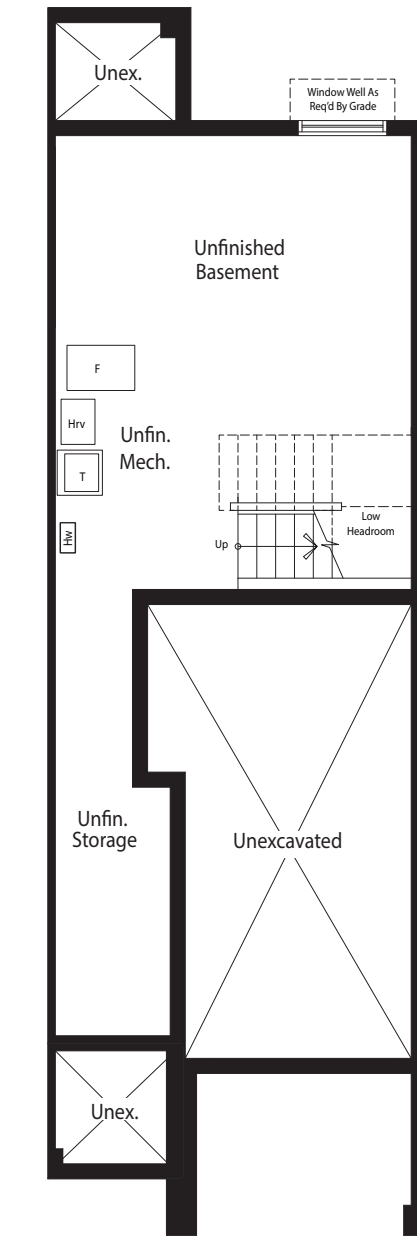 Unex.
Window Well As
Req'd By Grade
Unfinished
Basement
F
Hrv
Unfin.
Mech.
T
Low
Headroom
Hw
Up
Unfin.
Storage
Unexcavated
Unex.